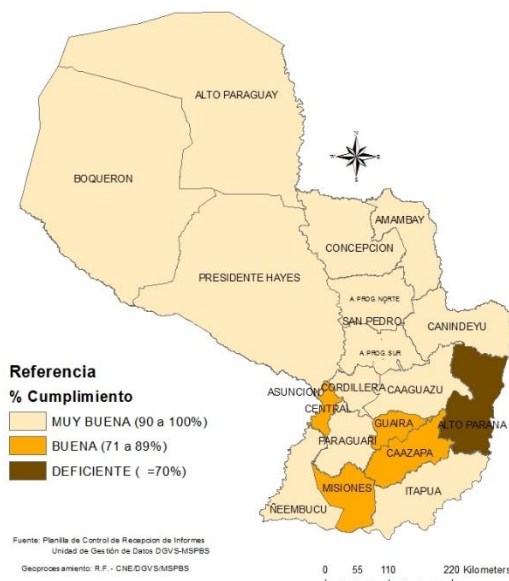 ALTO PARAGUAY
BOQUERON
N
W E
S
AMAMBAY
CONCEPCION
PRESIDENTE HAYES
A. PROG. NORTE
SAN PEDRO
CANINDEYU
A. PROG. SUR
Referencia
% Cumplimiento
MUY BUENA (90 a 100%)
BUENA (71 a 89%)
DEFICIENTE ( =70%)
ASUNCION
CORDILLERA
CAAGUAZU
CENTRAL
GUAIRA
ALTO PARANA
PARAGUARI
CAAZAPA
MISIONES
ITAPUA
ÑEEMBUCU
Fuente: Planilla de Control de Recepcion de Informes
Unidad de Gestión de Datos DGVS-MSPBS
Geoprocesamiento: R.F. - CNE/DGVS/MSPBS
0 55 110 220 Kilometers